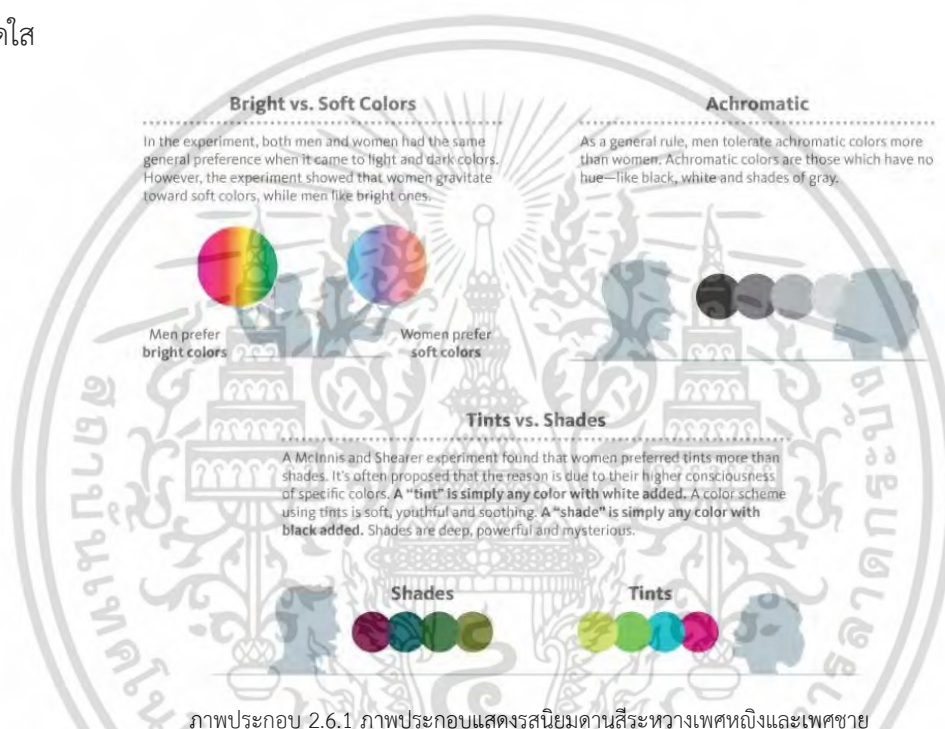 ดใส
Bright vs. Soft Colors
In the experiment, both men and women had the same
general preference when it came to light and dark colors.
However, the experiment showed that women gravitate
toward soft colors, while men like bright ones.
Men prefer
bright colors
Women prefer
soft colors
Achromatic
As a general rule, men tolerate achromatic colors more
than women. Achromatic colors are those which have no
hue—like black, white and shades of gray.
Tints vs. Shades
A McInnis and Shearer experiment found that women preferred tints more than
shades. It's often proposed that the reason is due to their higher consciousness
of specific colors. A “tint” is simply any color with white added. A color scheme
using tints is soft, youthful and soothing. A “shade” is simply any color with
black added. Shades are deep, powerful and mysterious.
Shades
Tints
ภาพประกอบ 2.6.1 ภาพประกอบแสดงรสนิยมด้านสีระหว่างเพศหญิงและเพศชาย